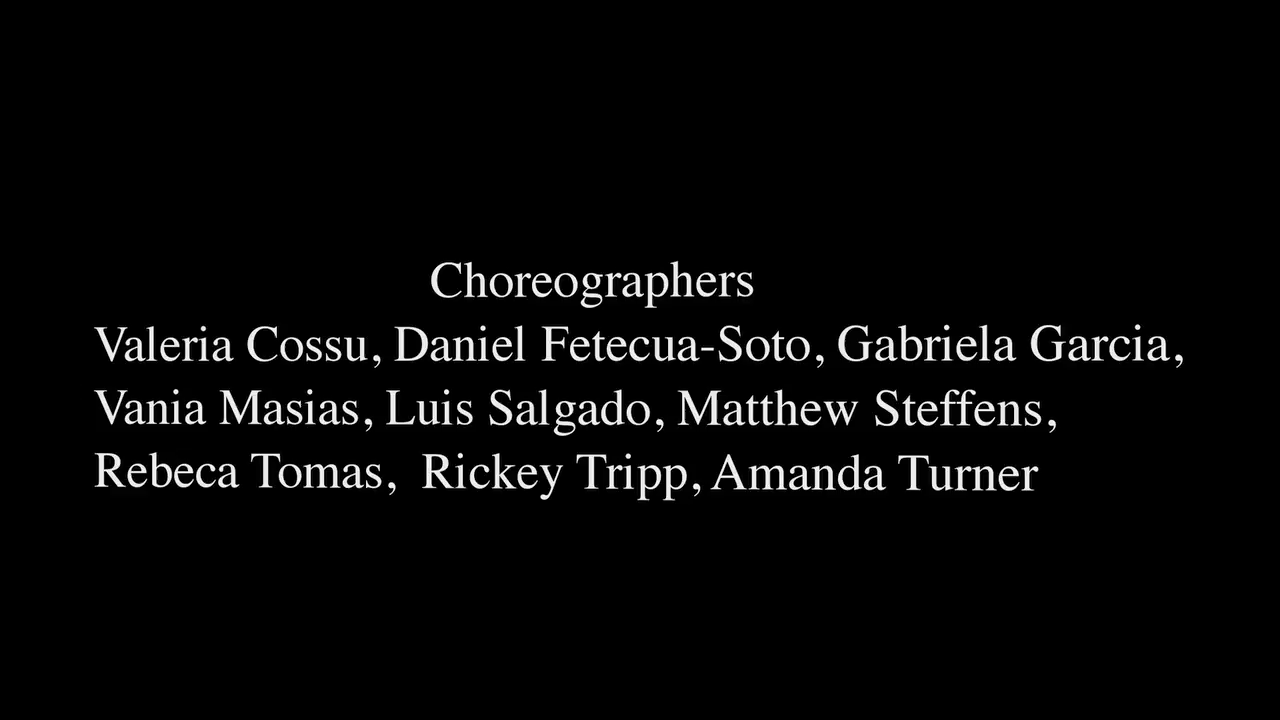 Choreographers
Valeria Cossu, Daniel Fetecua-Soto, Gabriela Garcia,
Vania Masias, Luis Salgado, Matthew Steffens,
Rebeca Tomas, Rickey Tripp, Amanda Turner